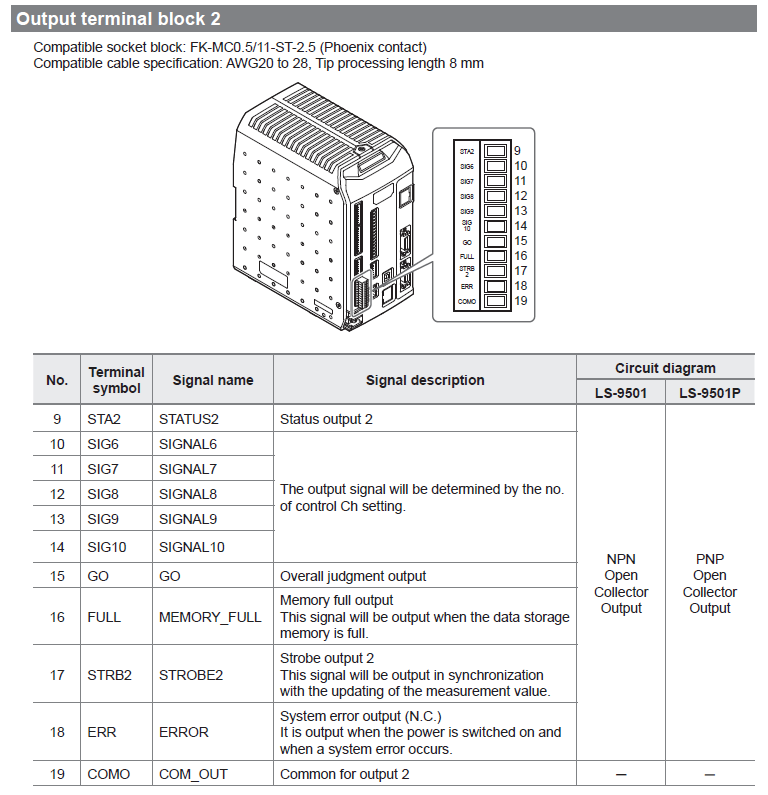 Output terminal block 2
Compatible socket block: FK-MC0.5/11-ST-2.5 (Phoenix contact)
Compatible cable specification: AWG20 to 28, Tip processing length 8 mm
STA2 9
SIG6 10
SIG7 11
SIG8 12
SIG9 13
SIG
10 14
GO 15
FULL 16
STRB
2 17
ERR 18
COMO 19
No. Terminal symbol Signal name Signal description Circuit diagram
LS-9501 LS-9501P
9 STA2 STATUS2 Status output 2
10 SIG6 SIGNAL6
11 SIG7 SIGNAL7
12 SIG8 SIGNAL8
13 SIG9 SIGNAL9
14 SIG10 SIGNAL10
The output signal will be determined by the no.
of control Ch setting.
15 GO GO Overall judgment output
16 FULL MEMORY_FULL Memory full output
This signal will be output when the data storage
memory is full.
17 STRB2 STROBE2 Strobe output 2
This signal will be output in synchronization
with the updating of the measurement value.
18 ERR ERROR System error output (N.C.)
It is output when the power is switched on and
when a system error occurs.
NPN
Open
Collector
Output
PNP
Open
Collector
Output
19 COMO COM_OUT Common for output 2 — —